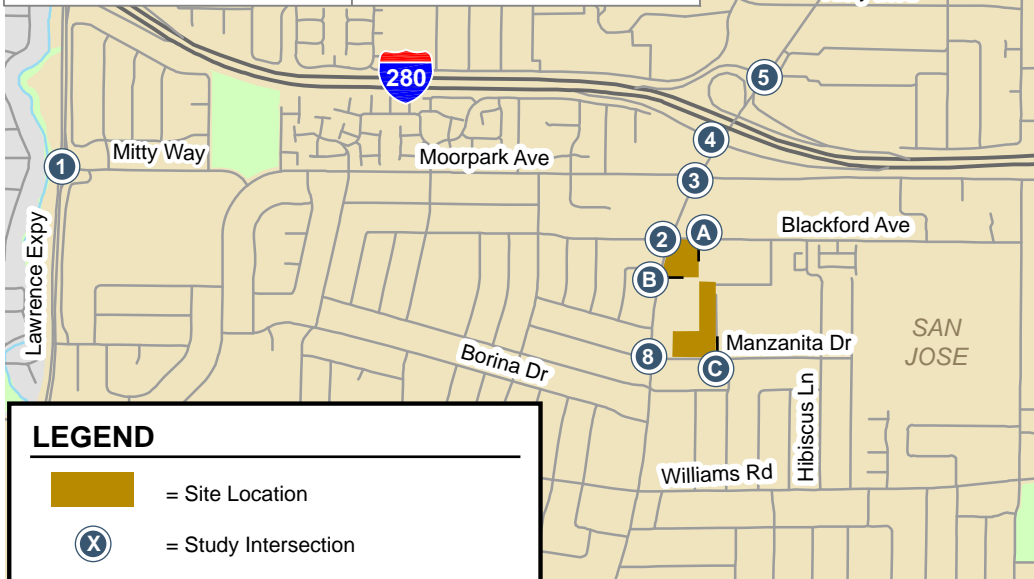 280
5
4
Mitty Way
Moorpark Ave
1
3
Lawrence Expy
2
A
Blackford Ave
B
SAN
JOSE
8
Manzanita Dr
C
Borina Dr
Hibiscus Ln
Williams Rd
LEGEND
= Site Location
X
= Study Intersection